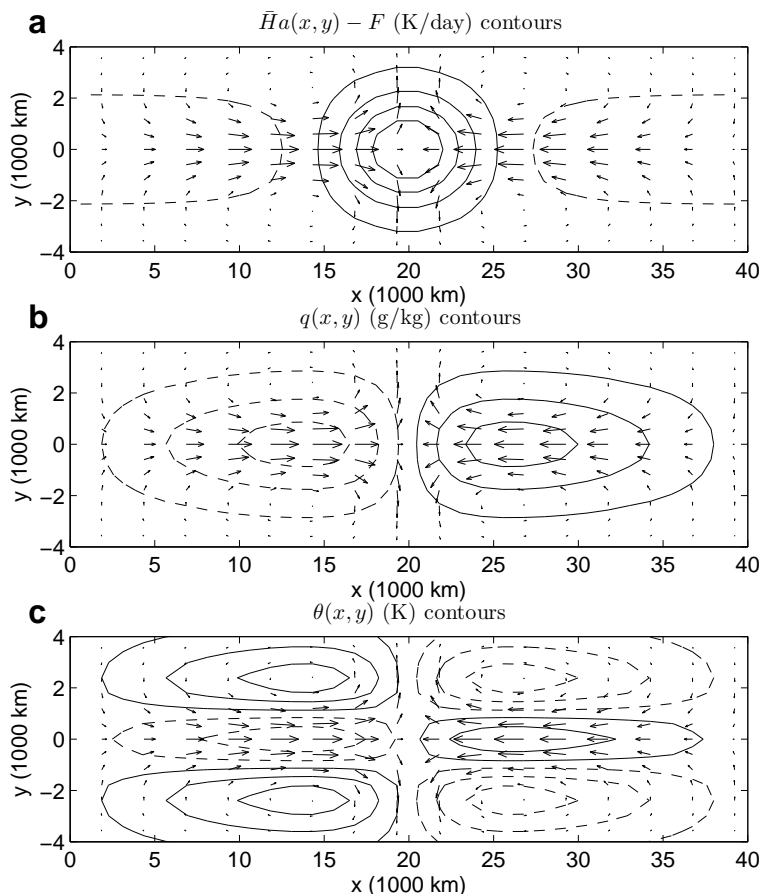 a
H̄a(x, y) − F (K/day) contours
4
2
0
−2
−4
y (1000 km)
0 5 10 15 20 25 30 35 40
x (1000 km)
b
q(x, y) (g/kg) contours
4
2
0
−2
−4
y (1000 km)
0 5 10 15 20 25 30 35 40
x (1000 km)
c
θ(x, y) (K) contours
4
2
0
−2
−4
y (1000 km)
0 5 10 15 20 25 30 35 40
x (1000 km)